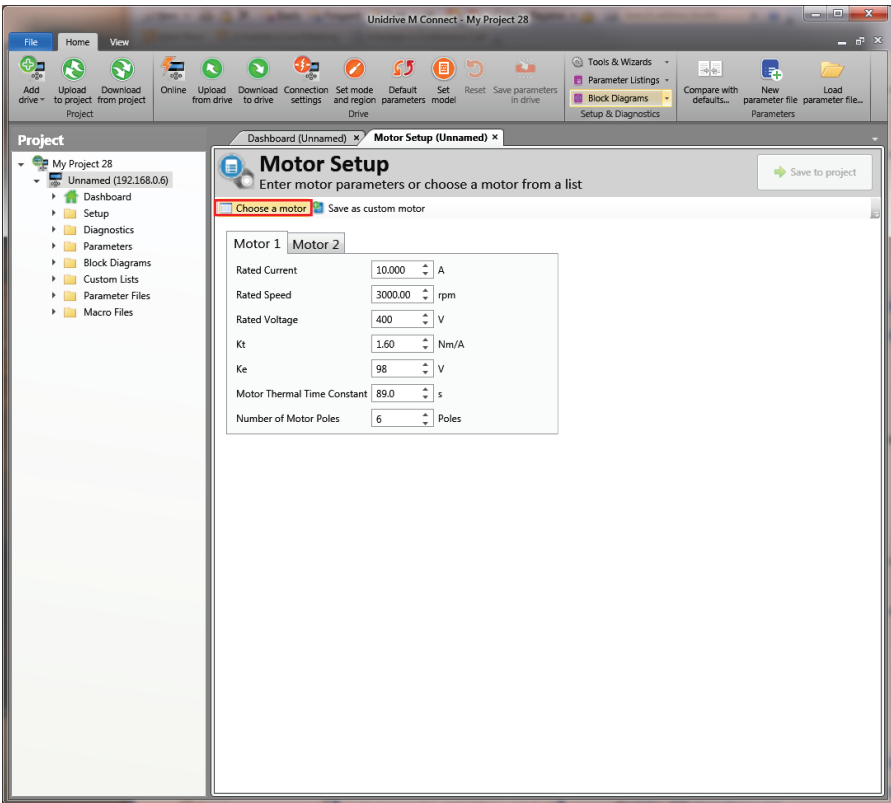 Unidrive M Connect - My Project 28
File Home View
Add drive Upload to project Download from project Online Upload from drive Download to drive Connection settings Set mode and region Default parameters Set model Reset Save parameters in drive
Tools & Wizards
Parameter Listings
Block Diagrams
Compare with defaults... New parameter file Load parameter file...
Project Drive Setup & Diagnostics Parameters
Project
My Project 28
Unnamed (192.168.0.6)
Dashboard
Setup
Diagnostics
Parameters
Block Diagrams
Custom Lists
Parameter Files
Macro Files
Dashboard (Unnamed) × Motor Setup (Unnamed) ×
Motor Setup
Enter motor parameters or choose a motor from a list
Save to project
Choose a motor Save as custom motor
Motor 1 Motor 2
Rated Current 10.000 A
Rated Speed 3000.00 rpm
Rated Voltage 400 V
Kt 1.60 Nm/A
Ke 98 V
Motor Thermal Time Constant 89.0 s
Number of Motor Poles 6 Poles